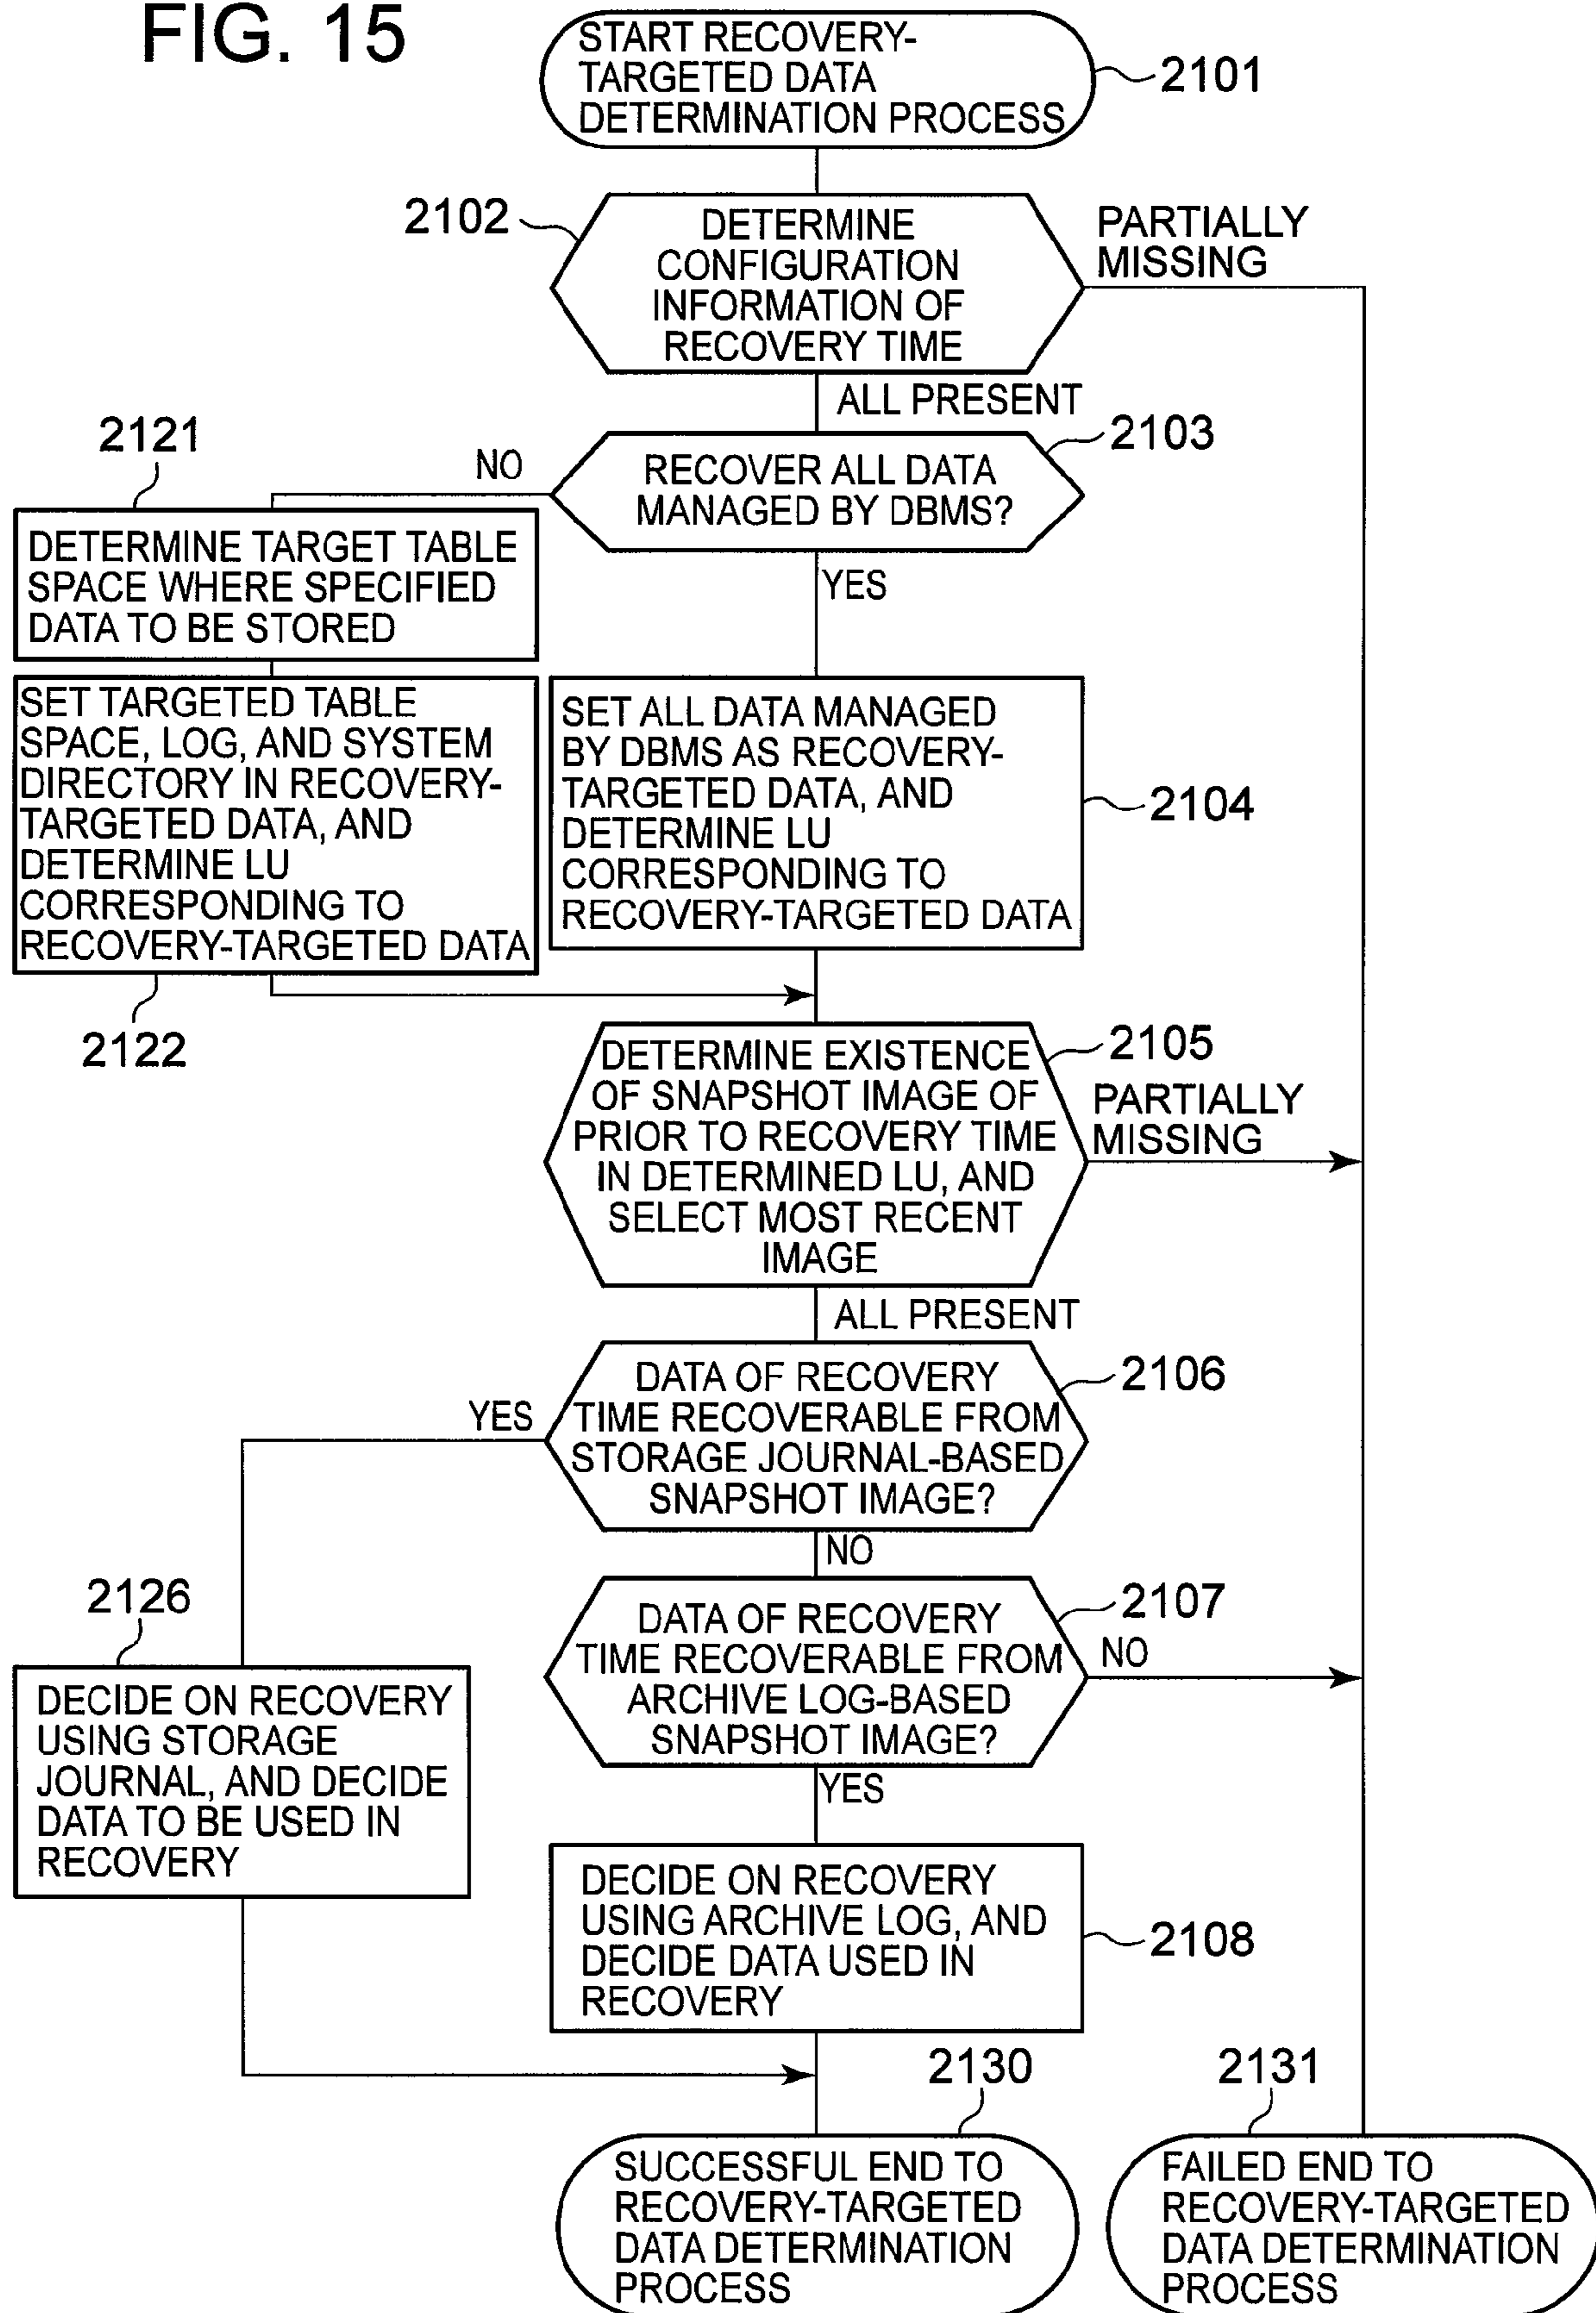 FIG. 15
START RECOVERY-
TARGETED DATA
DETERMINATION PROCESS
2101
2102
DETERMINE
CONFIGURATION
INFORMATION OF
RECOVERY TIME
PARTIALLY
MISSING
ALL PRESENT
2103
RECOVER ALL DATA
MANAGED BY DBMS?
NO
YES
2121
DETERMINE TARGET TABLE
SPACE WHERE SPECIFIED
DATA TO BE STORED
SET TARGETED TABLE
SPACE, LOG, AND SYSTEM
DIRECTORY IN RECOVERY-
TARGETED DATA, AND
DETERMINE LU
CORRESPONDING TO
RECOVERY-TARGETED DATA
2122
SET ALL DATA MANAGED
BY DBMS AS RECOVERY-
TARGETED DATA, AND
DETERMINE LU
CORRESPONDING TO
RECOVERY-TARGETED DATA
2104
DETERMINE EXISTENCE
OF SNAPSHOT IMAGE OF
PRIOR TO RECOVERY TIME
IN DETERMINED LU, AND
SELECT MOST RECENT
IMAGE
2105
PARTIALLY
MISSING
ALL PRESENT
DATA OF RECOVERY
TIME RECOVERABLE FROM
STORAGE JOURNAL-BASED
SNAPSHOT IMAGE?
2106
YES
NO
DATA OF RECOVERY
TIME RECOVERABLE FROM
ARCHIVE LOG-BASED
SNAPSHOT IMAGE?
2107
NO
YES
2126
DECIDE ON RECOVERY
USING STORAGE
JOURNAL, AND DECIDE
DATA TO BE USED IN
RECOVERY
DECIDE ON RECOVERY
USING ARCHIVE LOG, AND
DECIDE DATA USED IN
RECOVERY
2108
2130
SUCCESSFUL END TO
RECOVERY-TARGETED
DATA DETERMINATION
PROCESS
2131
FAILED END TO
RECOVERY-TARGETED
DATA DETERMINATION
PROCESS